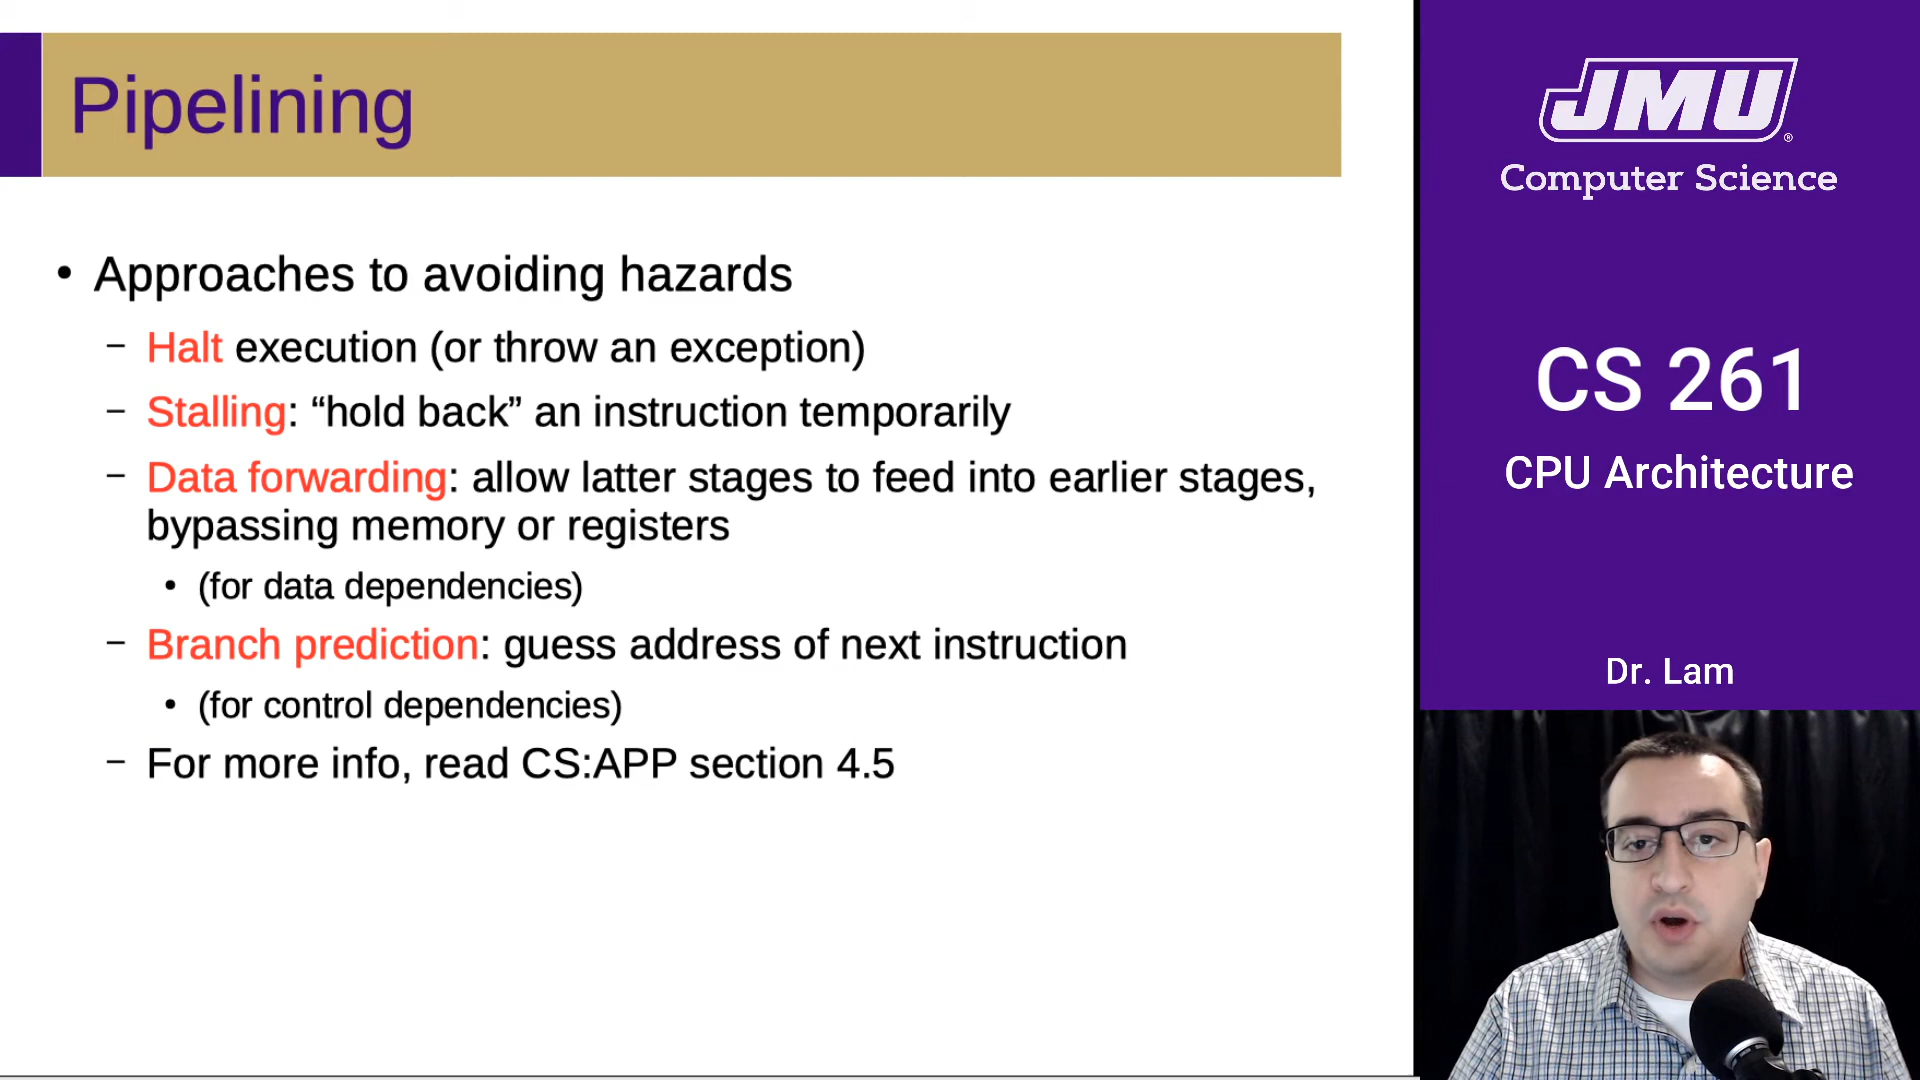 Pipelining
• Approaches to avoiding hazards
– Halt execution (or throw an exception)
– Stalling: “hold back” an instruction temporarily
– Data forwarding: allow latter stages to feed into earlier stages,
bypassing memory or registers
• (for data dependencies)
– Branch prediction: guess address of next instruction
• (for control dependencies)
– For more info, read CS:APP section 4.5
JMU®
Computer Science
CS 261
CPU Architecture
Dr. Lam